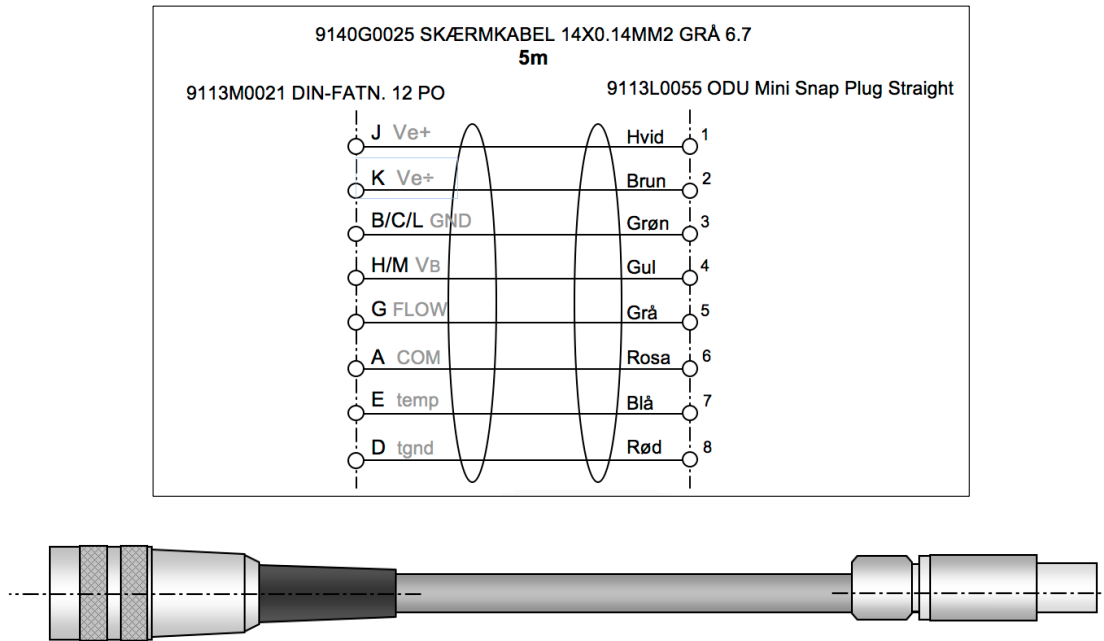 9140G0025 SKÆRMKABEL 14X0.14MM2 GRÅ 6.7
5m
9113M0021 DIN-FATN. 12 PO
9113L0055 ODU Mini Snap Plug Straight
J Ve+ Hvid 1
K Ve÷ Brun 2
B/C/L GND Grøn 3
H/M VB Gul 4
G FLOW Grå 5
A COM Rosa 6
E temp Blå 7
D tgnd Rød 8